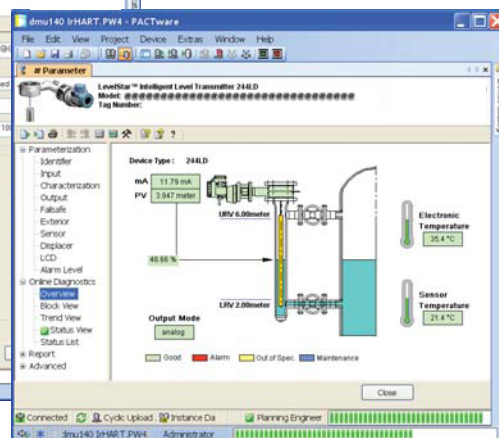 dmu140 IrHART.PW4 - PACTware
File Edit View Project Device Extras Window Help
# Parameter
LevelStar™ Intelligent Level Transmitter 244LD
Model: @@@@@@@@@@@@@@@@@@@@@@@@@@@@@@@@
Tag Number:
Parameterization
Identifier
Input
Characterization
Output
Failsafe
Exterior
Sensor
Displacer
LCD
Alarm Level
Online Diagnostics
Overview
Block View
Trend View
Status View
Status List
Report
Advanced
Device Type : 244LD
mA 11.79 mA
PV 3.947 meter
URV 6.00meter
48.66 %
LRV 2.00meter
Output Mode
analog
Electronic
Temperature
35.4 °C
Sensor
Temperature
21.4 °C
Good Alarm Out of Spec. Maintenance
Close
Connected Cyclic Upload Instance Da Planning Engineer
dmu140 IrHART.PW4 Administrator